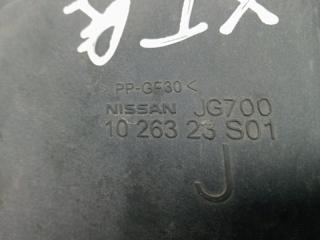 XTR
>PP-GF30<
NISSAN JG700
10 263 23 S01
J